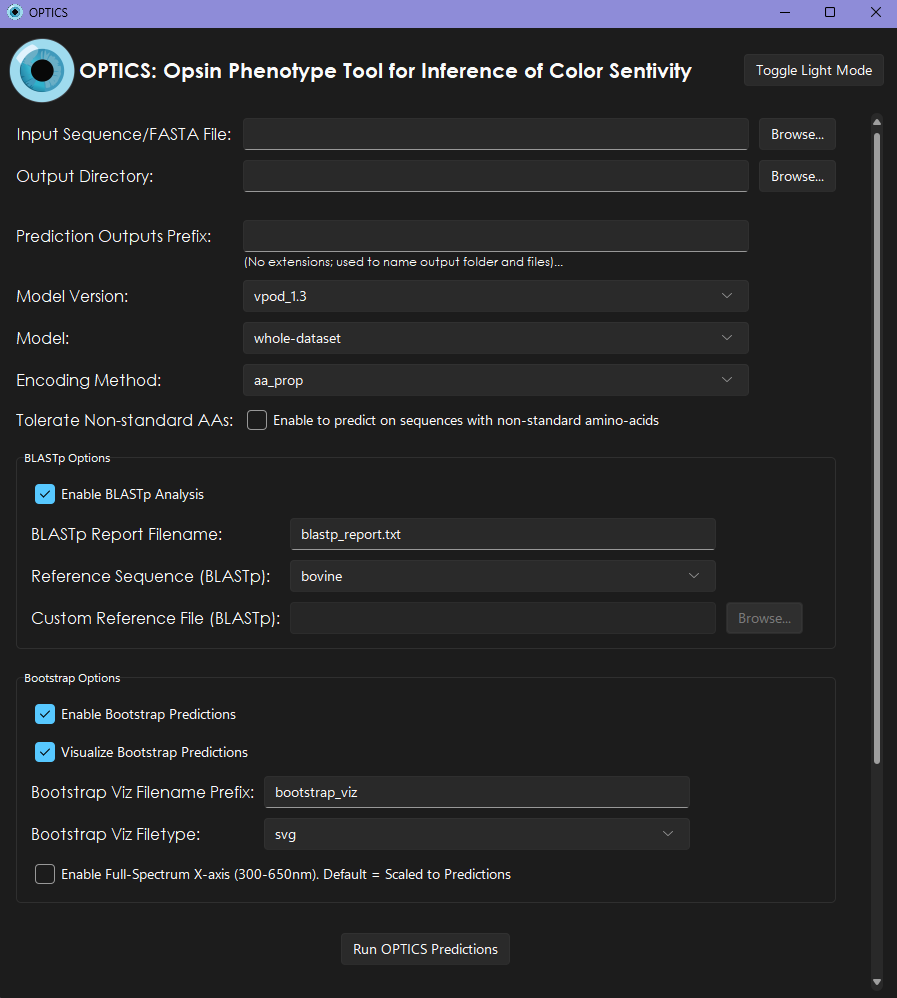 OPTICS
OPTICS: Opsin Phenotype Tool for Inference of Color Sentivity
Toggle Light Mode
Input Sequence/FASTA File:
Browse...
Output Directory:
Browse...
Prediction Outputs Prefix:
(No extensions; used to name output folder and files)...
Model Version:
vpod_1.3
Model:
whole-dataset
Encoding Method:
aa_prop
Tolerate Non-standard AAs:
Enable to predict on sequences with non-standard amino-acids
BLASTp Options
Enable BLASTp Analysis
BLASTp Report Filename:
blastp_report.txt
Reference Sequence (BLASTp):
bovine
Custom Reference File (BLASTp):
Browse...
Bootstrap Options
Enable Bootstrap Predictions
Visualize Bootstrap Predictions
Bootstrap Viz Filename Prefix:
bootstrap_viz
Bootstrap Viz Filetype:
svg
Enable Full-Spectrum X-axis (300-650nm). Default = Scaled to Predictions
Run OPTICS Predictions